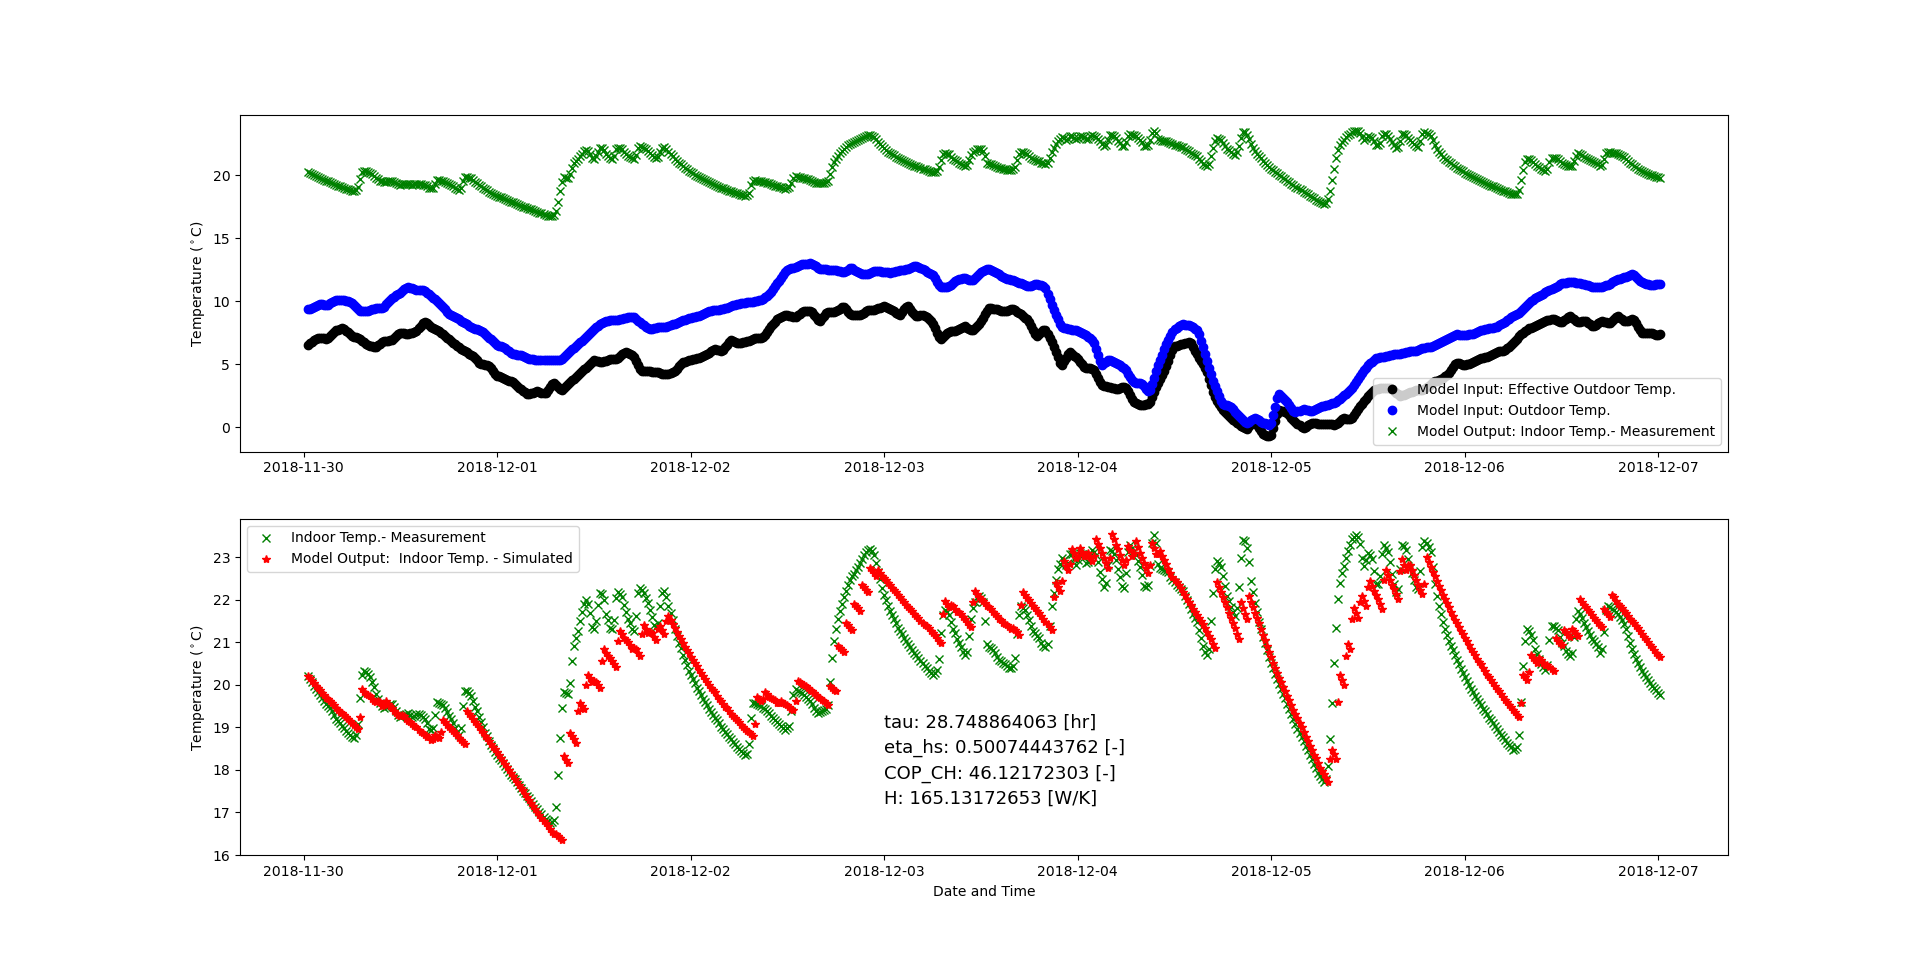 20
15
10
5
0
Temperature (°C)
Model Input: Effective Outdoor Temp.
Model Input: Outdoor Temp.
Model Output: Indoor Temp.- Measurement
2018-11-30 2018-12-01 2018-12-02 2018-12-03 2018-12-04 2018-12-05 2018-12-06 2018-12-07
Indoor Temp.- Measurement
Model Output:  Indoor Temp. - Simulated
23
22
21
20
19
18
17
16
Temperature (°C)
tau: 28.748864063 [hr]
eta_hs: 0.50074443762 [-]
COP_CH: 46.12172303 [-]
H: 165.13172653 [W/K]
2018-11-30 2018-12-01 2018-12-02 2018-12-03 2018-12-04 2018-12-05 2018-12-06 2018-12-07
Date and Time